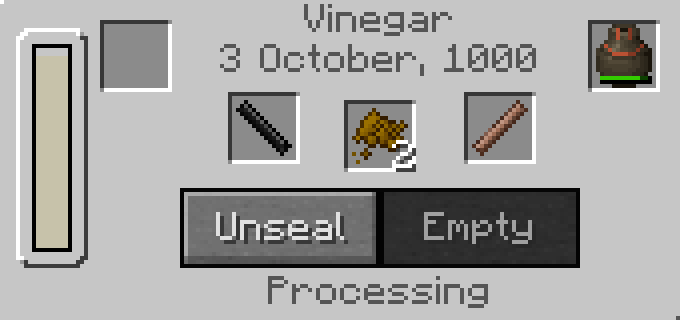 Vinegar
3 October, 1000
2
Unseal
Empty
Processing